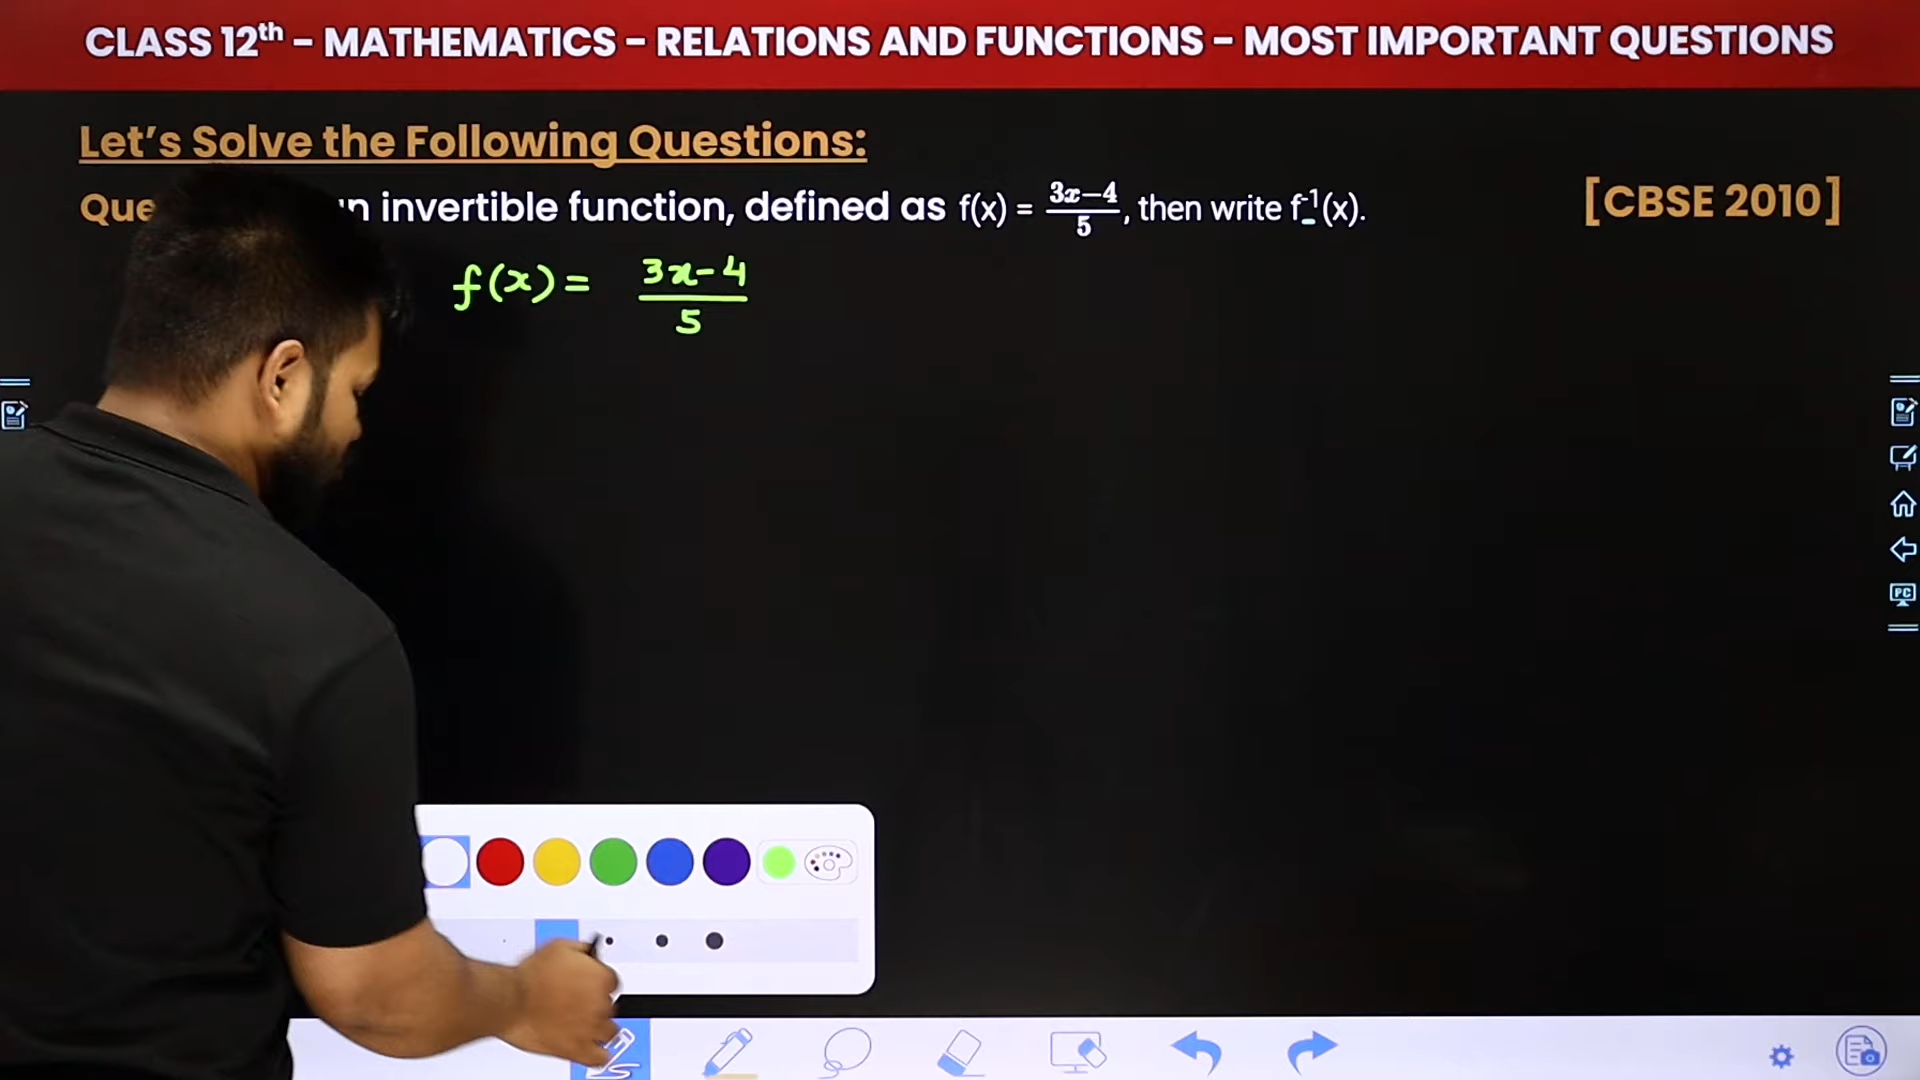 CLASS 12th - MATHEMATICS - RELATIONS AND FUNCTIONS - MOST IMPORTANT QUESTIONS
Let's Solve the Following Questions:
invertible function, defined as f(x) = 3x-4/5, then write f⁻¹(x). [CBSE 2010]
f(x) = 3x-4/5
PC